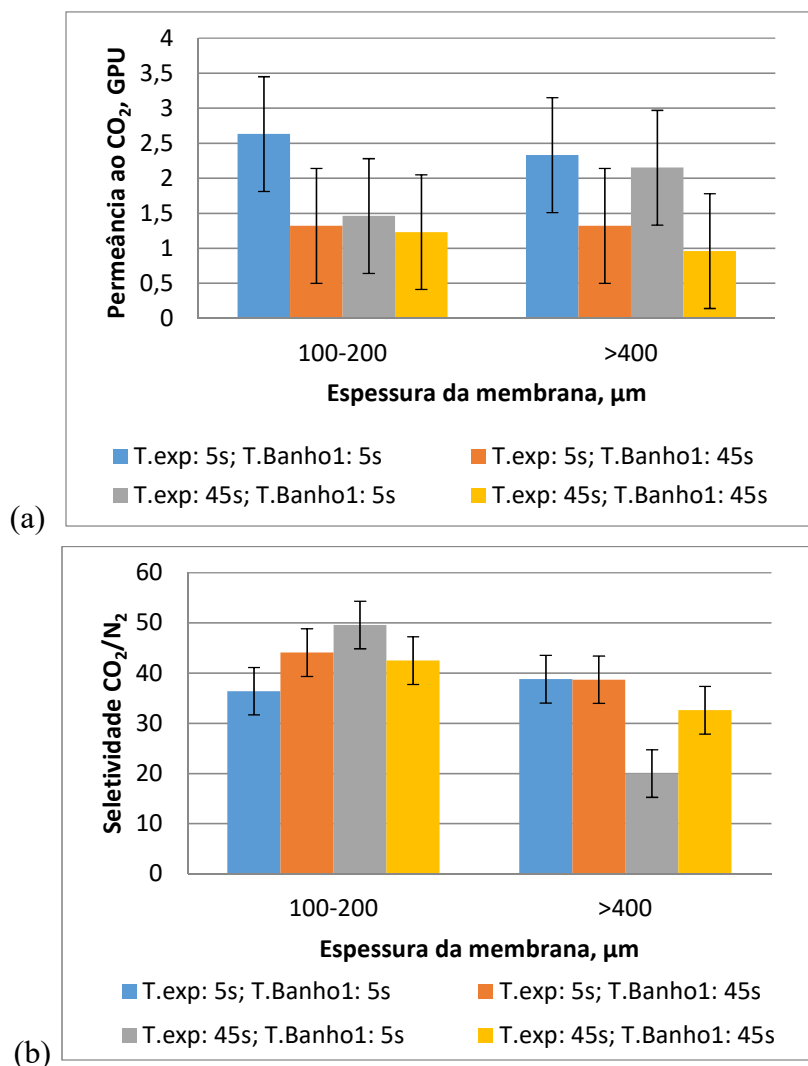 4
3,5
3
2,5
2
1,5
1
0,5
0
Permeância ao CO₂, GPU
100-200 >400
Espessura da membrana, µm
T.exp: 5s; T.Banho1: 5s T.exp: 5s; T.Banho1: 45s
T.exp: 45s; T.Banho1: 5s T.exp: 45s; T.Banho1: 45s
(a)
60
50
40
30
20
10
0
Seletividade CO₂/N₂
100-200 >400
Espessura da membrana, µm
T.exp: 5s; T.Banho1: 5s T.exp: 5s; T.Banho1: 45s
T.exp: 45s; T.Banho1: 5s T.exp: 45s; T.Banho1: 45s
(b)